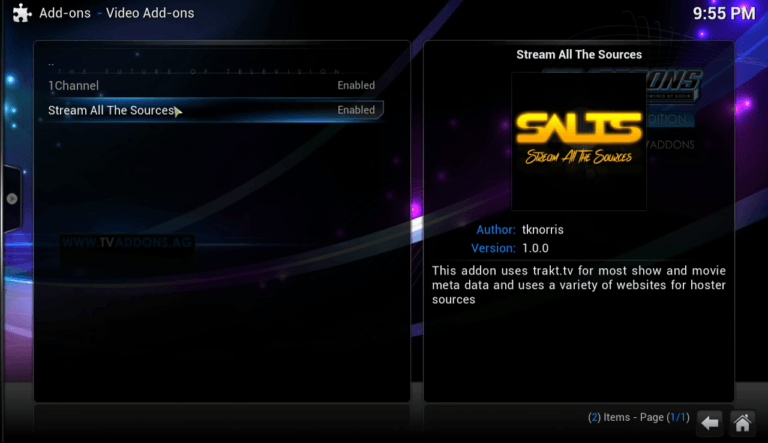 Add-ons - Video Add-ons
9:55 PM
..
THE FUTURE OF TELEVISION
1Channel Enabled
Stream All The Sources Enabled
WWW.TVADDONS.AG
Stream All The Sources
DDONS
EDITION
VADDONS
SALTS
Stream All The Sources
Author: tknorris
Version: 1.0.0
This addon uses trakt.tv for most show and movie
meta data and uses a variety of websites for hoster
sources
(2) Items - Page (1/1)